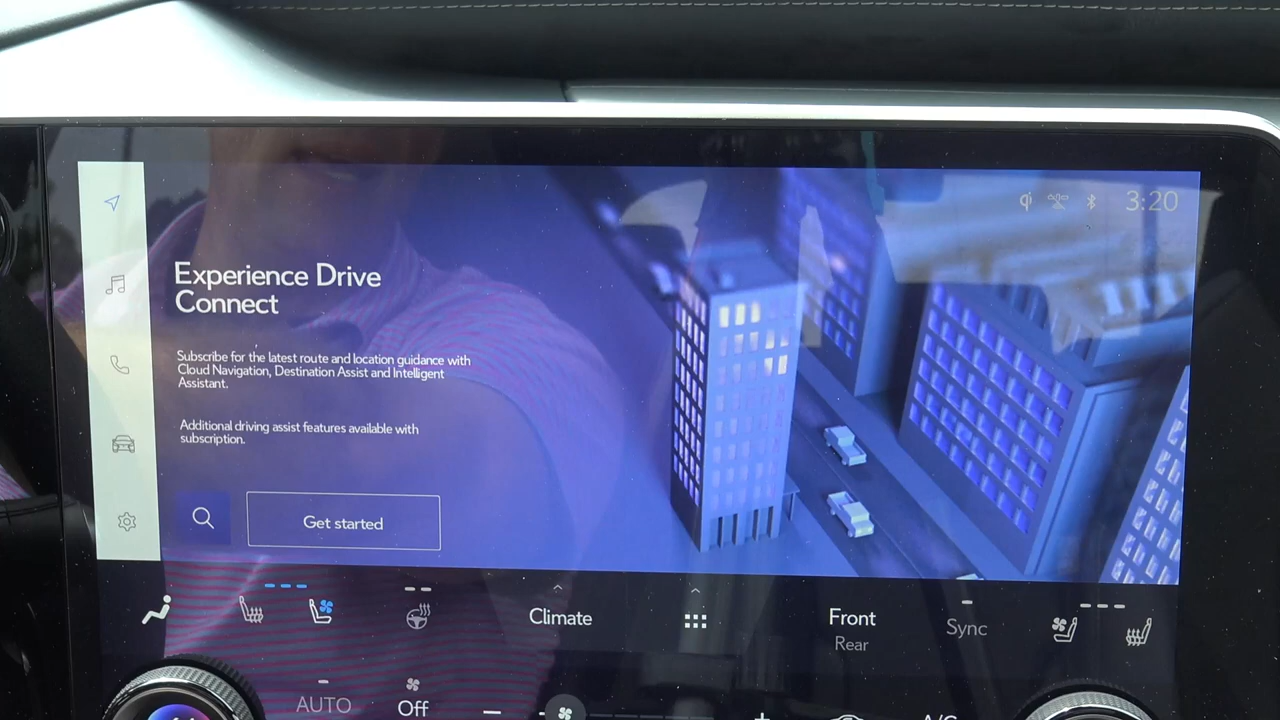 3:20
Experience Drive
Connect
Subscribe for the latest route and location guidance with
Cloud Navigation, Destination Assist and Intelligent
Assistant.
Additional driving assist features available with
subscription.
Get started
Climate
Front
Rear
Sync
AUTO
Off
A/C